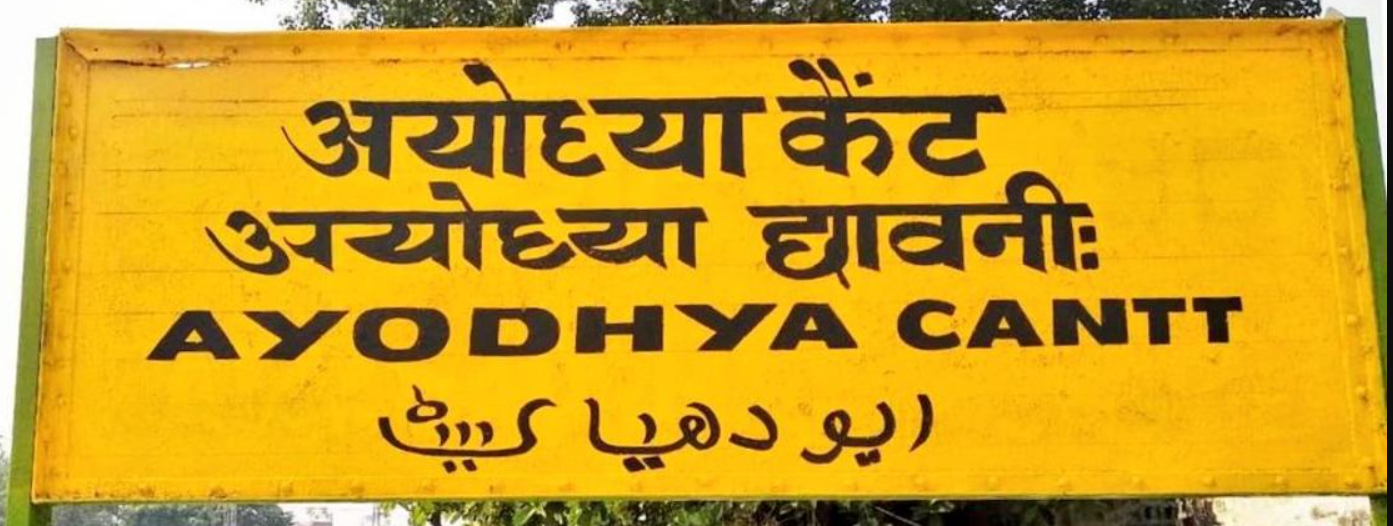 अयोध्या कैंट
अयोध्या छावनीः
AYODHYA CANTT
ایودھیا کینٹ